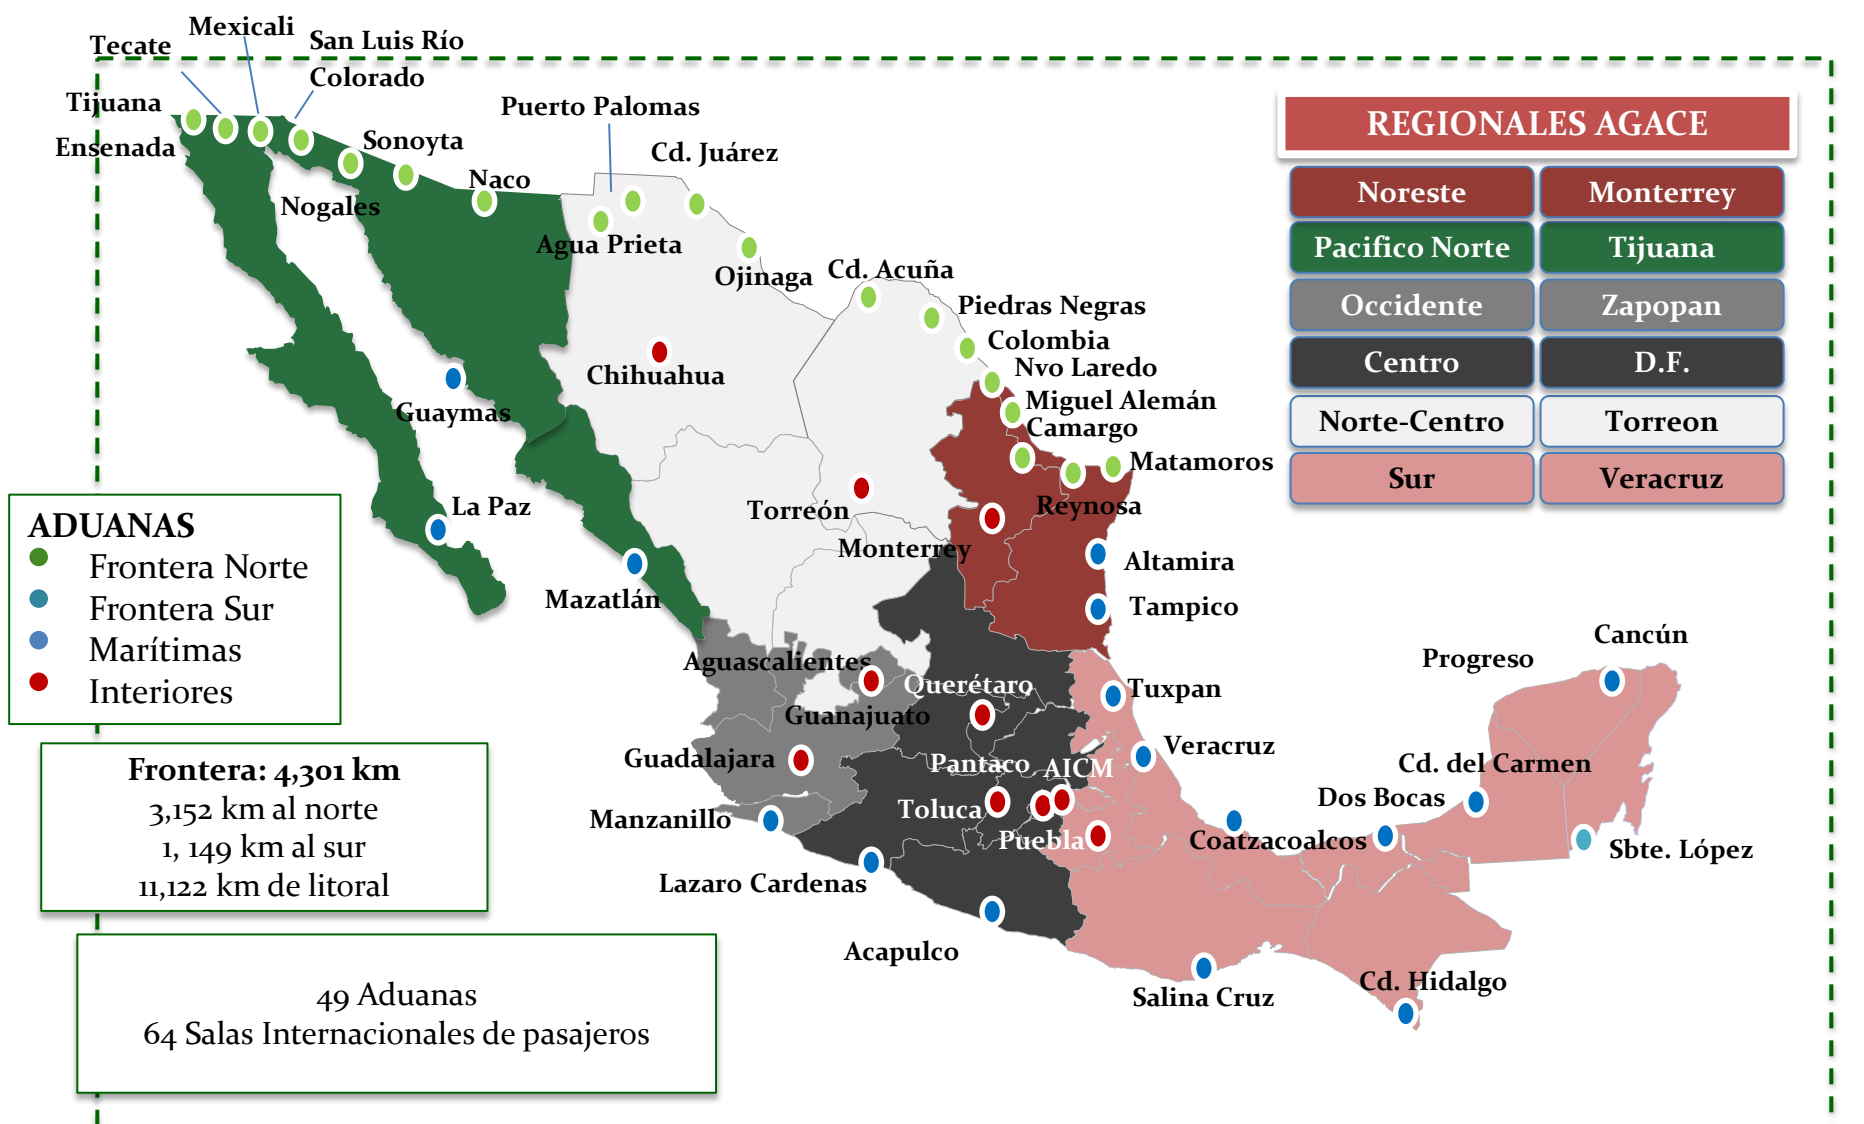 Mexicali
Tecate
San Luis Río
Colorado
Tijuana
Ensenada
Puerto Palomas
Sonoyta
Cd. Juárez
Naco
Nogales
Agua Prieta
Ojinaga
Cd. Acuña
Piedras Negras
Colombia
Nvo Laredo
Miguel Alemán
Camargo
Chihuahua
Guaymas
Matamoros
Reynosa
La Paz
Torreón
Monterrey
Altamira
Mazatlán
Tampico
Cancún
Progreso
Aguascalientes
Querétaro
Tuxpan
Guanajuato
Veracruz
Guadalajara
Pantaco
AICM
Cd. del Carmen
Dos Bocas
Toluca
Manzanillo
Puebla
Coatzacoalcos
Sbte. López
Lazaro Cardenas
Acapulco
Salina Cruz
Cd. Hidalgo
REGIONALES AGACE
Noreste Monterrey
Pacifico Norte Tijuana
Occidente Zapopan
Centro D.F.
Norte-Centro Torreon
Sur Veracruz
ADUANAS
Frontera Norte
Frontera Sur
Marítimas
Interiores
Frontera: 4,301 km
3,152 km al norte
1, 149 km al sur
11,122 km de litoral
49 Aduanas
64 Salas Internacionales de pasajeros